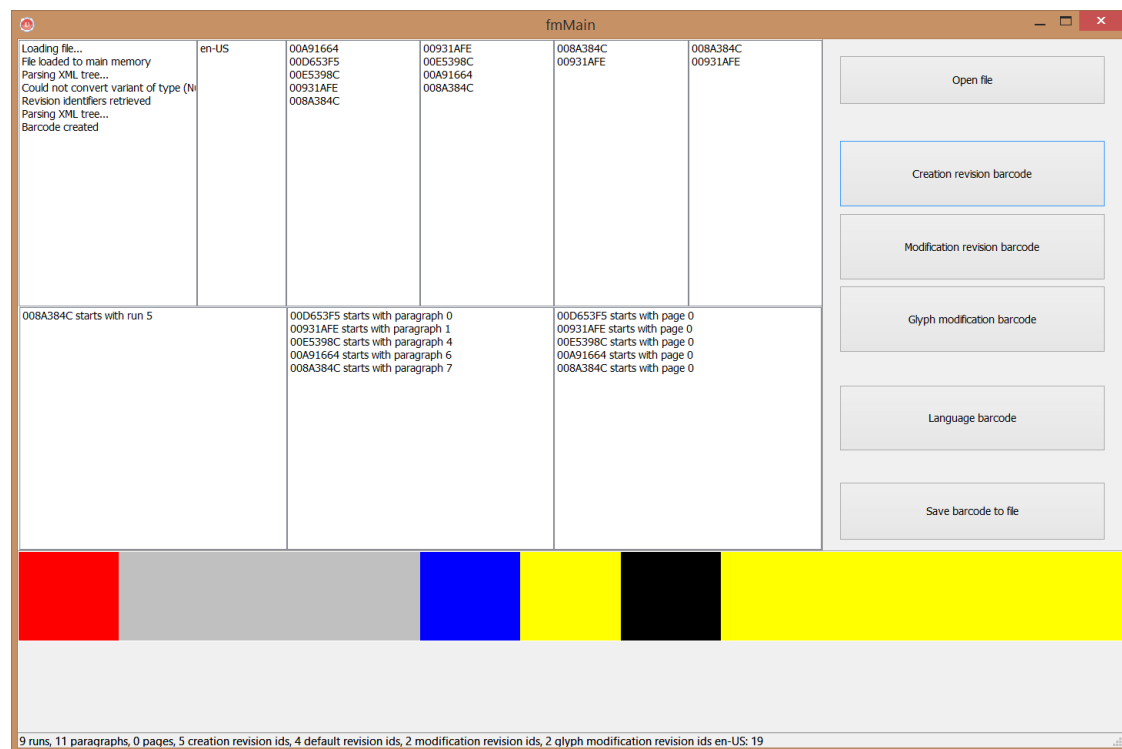 fmMain
Loading file...
File loaded to main memory
Parsing XML tree...
Could not convert variant of type (Nu
Revision identifiers retrieved
Parsing XML tree...
Barcode created
en-US
00A91664
00D653F5
00E5398C
00931AFE
008A384C
00931AFE
00E5398C
00A91664
008A384C
008A384C
00931AFE
008A384C
00931AFE
Open file
Creation revision barcode
Modification revision barcode
Glyph modification barcode
Language barcode
Save barcode to file
008A384C starts with run 5
00D653F5 starts with paragraph 0
00931AFE starts with paragraph 1
00E5398C starts with paragraph 4
00A91664 starts with paragraph 6
008A384C starts with paragraph 7
00D653F5 starts with page 0
00931AFE starts with page 0
00E5398C starts with page 0
00A91664 starts with page 0
008A384C starts with page 0
9 runs, 11 paragraphs, 0 pages, 5 creation revision ids, 4 default revision ids, 2 modification revision ids, 2 glyph modification revision ids en-US: 19